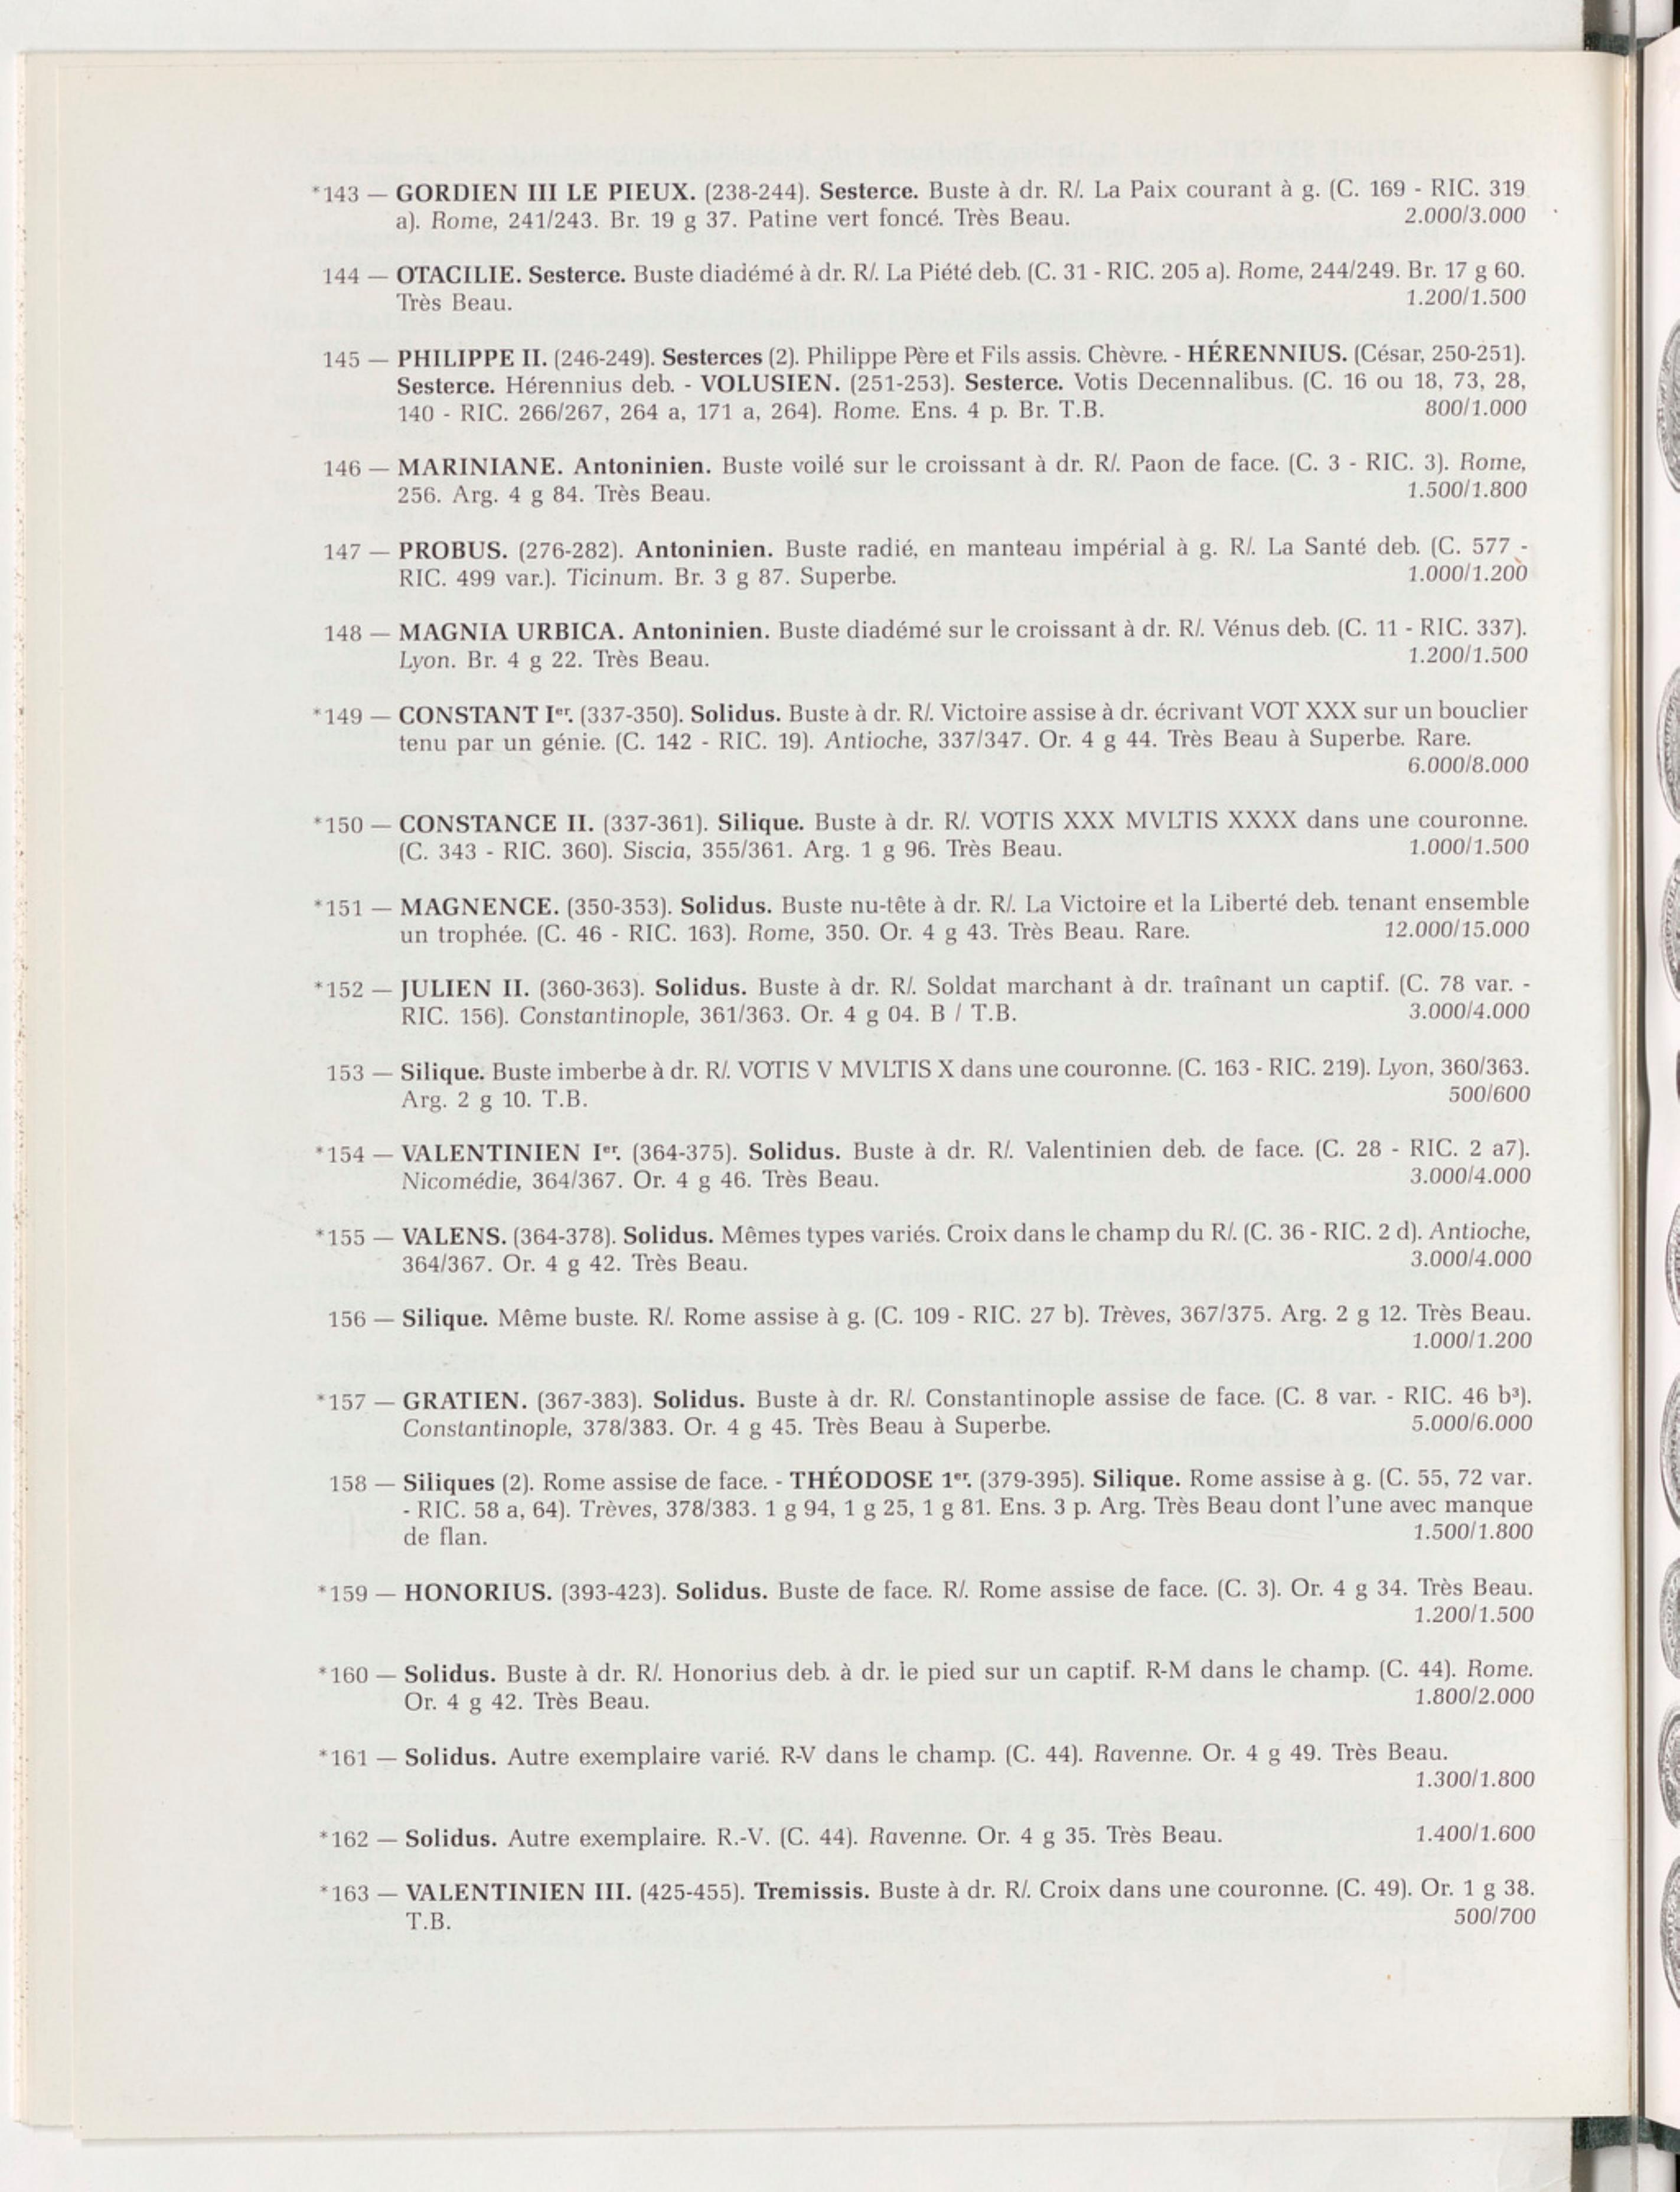 *143 — GORDIEN III LE PIEUX. (238-244). Sesterce. Buste à dr. R/. La Paix courant à g. (C. 169 - RIC. 319
a). Rome, 241/243. Br. 19 g 37. Patine vert foncé. Très Beau. 2.000/3.000
144 — OTACILIE. Sesterce. Buste diadémé à dr. R/. La Piété deb. (C. 31 - RIC. 205 a). Rome, 244/249. Br. 17 g 60.
Très Beau. 1.200/1.500
145 — PHILIPPE II. (246-249). Sesterces (2). Philippe Père et Fils assis. Chèvre. - HÉRENNIUS. (César, 250-251).
Sesterce. Hérennius deb. - VOLUSIEN. (251-253). Sesterce. Votis Decennalibus. (C. 16 ou 18, 73, 28,
140 - RIC. 266/267, 264 a, 171 a, 264). Rome. Ens. 4 p. Br. T.B. 800/1.000
146 — MARINIANE. Antoninien. Buste voilé sur le croissant à dr. R/. Paon de face. (C. 3 - RIC. 3). Rome,
256. Arg. 4 g 84. Très Beau. 1.500/1.800
147 — PROBUS. (276-282). Antoninien. Buste radié, en manteau impérial à g. R/. La Santé deb. (C. 577 -
RIC. 499 var.). Ticinum. Br. 3 g 87. Superbe. 1.000/1.200
148 — MAGNIA URBICA. Antoninien. Buste diadémé sur le croissant à dr. R/. Vénus deb. (C. 11 - RIC. 337).
Lyon. Br. 4 g 22. Très Beau. 1.200/1.500
*149 — CONSTANT Ier. (337-350). Solidus. Buste à dr. R/. Victoire assise à dr. écrivant VOT XXX sur un bouclier
tenu par un génie. (C. 142 - RIC. 19). Antioche, 337/347. Or. 4 g 44. Très Beau à Superbe. Rare.
6.000/8.000
*150 — CONSTANCE II. (337-361). Silique. Buste à dr. R/. VOTIS XXX MVLTIS XXXX dans une couronne.
(C. 343 - RIC. 360). Siscia, 355/361. Arg. 1 g 96. Très Beau. 1.000/1.500
*151 — MAGNENCE. (350-353). Solidus. Buste nu-tête à dr. R/. La Victoire et la Liberté deb. tenant ensemble
un trophée. (C. 46 - RIC. 163). Rome, 350. Or. 4 g 43. Très Beau. Rare. 12.000/15.000
*152 — JULIEN II. (360-363). Solidus. Buste à dr. R/. Soldat marchant à dr. traînant un captif. (C. 78 var. -
RIC. 156). Constantinople, 361/363. Or. 4 g 04. B / T.B. 3.000/4.000
153 — Silique. Buste imberbe à dr. R/. VOTIS V MVLTIS X dans une couronne. (C. 163 - RIC. 219). Lyon, 360/363.
Arg. 2 g 10. T.B. 500/600
*154 — VALENTINIEN Ier. (364-375). Solidus. Buste à dr. R/. Valentinien deb. de face. (C. 28 - RIC. 2 a7).
Nicomédie, 364/367. Or. 4 g 46. Très Beau. 3.000/4.000
*155 — VALENS. (364-378). Solidus. Mêmes types variés. Croix dans le champ du R/. (C. 36 - RIC. 2 d). Antioche,
364/367. Or. 4 g 42. Très Beau. 3.000/4.000
156 — Silique. Même buste. R/. Rome assise à g. (C. 109 - RIC. 27 b). Trèves, 367/375. Arg. 2 g 12. Très Beau.
1.000/1.200
*157 — GRATIEN. (367-383). Solidus. Buste à dr. R/. Constantinople assise de face. (C. 8 var. - RIC. 46 b³).
Constantinople, 378/383. Or. 4 g 45. Très Beau à Superbe. 5.000/6.000
158 — Siliques (2). Rome assise de face. - THÉODOSE 1er. (379-395). Silique. Rome assise à g. (C. 55, 72 var.
- RIC. 58 a, 64). Trèves, 378/383. 1 g 94, 1 g 25, 1 g 81. Ens. 3 p. Arg. Très Beau dont l'une avec manque
de flan. 1.500/1.800
*159 — HONORIUS. (393-423). Solidus. Buste de face. R/. Rome assise de face. (C. 3). Or. 4 g 34. Très Beau.
1.200/1.500
*160 — Solidus. Buste à dr. R/. Honorius deb. à dr. le pied sur un captif. R-M dans le champ. (C. 44). Rome.
Or. 4 g 42. Très Beau. 1.800/2.000
*161 — Solidus. Autre exemplaire varié. R-V dans le champ. (C. 44). Ravenne. Or. 4 g 49. Très Beau.
1.300/1.800
*162 — Solidus. Autre exemplaire. R.-V. (C. 44). Ravenne. Or. 4 g 35. Très Beau. 1.400/1.600
*163 — VALENTINIEN III. (425-455). Tremissis. Buste à dr. R/. Croix dans une couronne. (C. 49). Or. 1 g 38.
T.B. 500/700